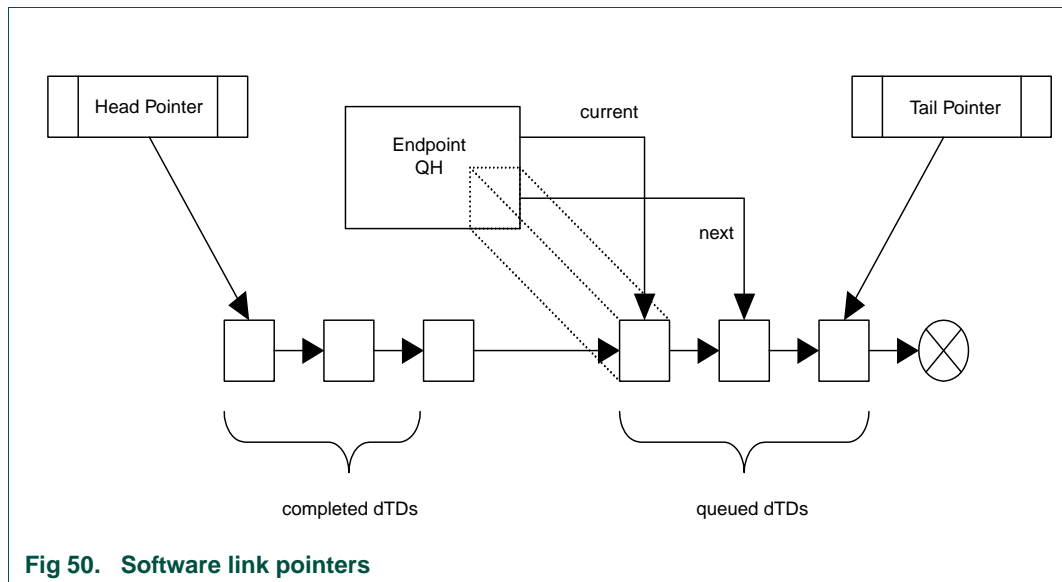 Head Pointer
Endpoint
QH
current
Tail Pointer
next
completed dTDs
queued dTDs
Fig 50. Software link pointers